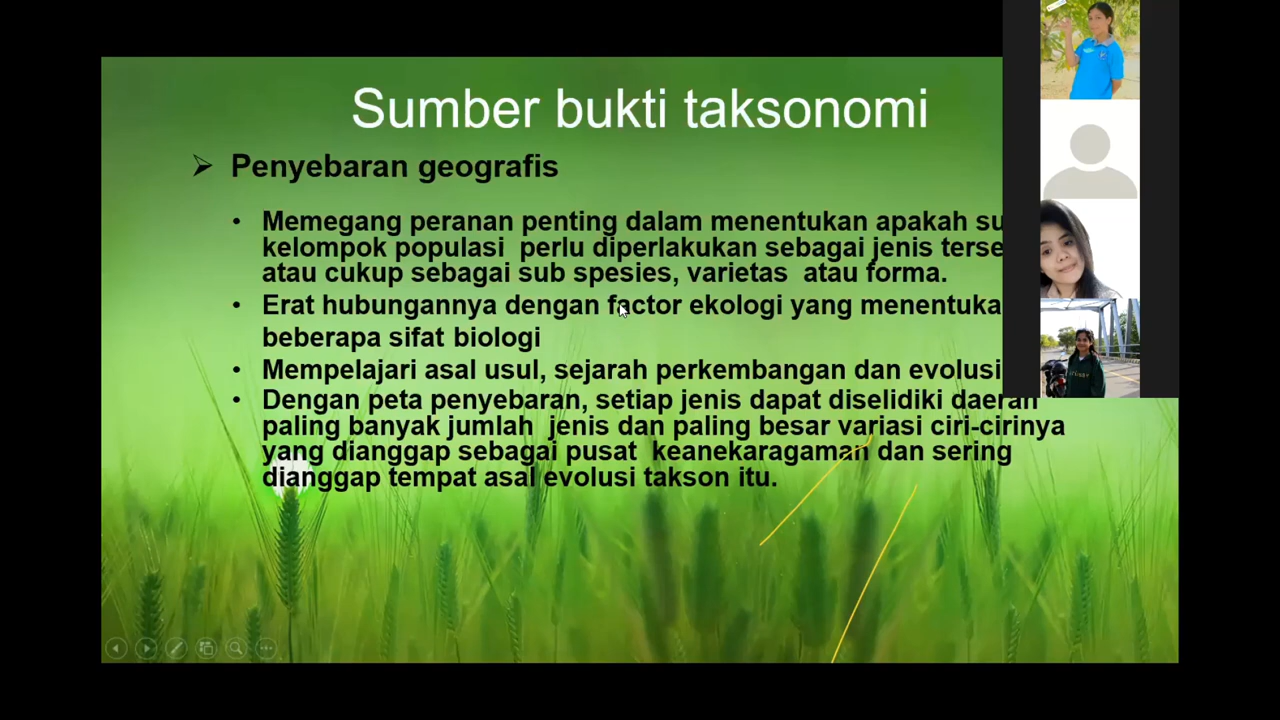 Sumber bukti taksonomi
Penyebaran geografis
Memegang peranan penting dalam menentukan apakah su
kelompok populasi perlu diperlakukan sebagai jenis terse
atau cukup sebagai sub spesies, varietas atau forma.
Erat hubungannya dengan factor ekologi yang menentuka
beberapa sifat biologi
Mempelajari asal usul, sejarah perkembangan dan evolusi
Dengan peta penyebaran, setiap jenis dapat diselidiki daerah
paling banyak jumlah jenis dan paling besar variasi ciri-cirinya
yang dianggap sebagai pusat keanekaragaman dan sering
dianggap tempat asal evolusi takson itu.